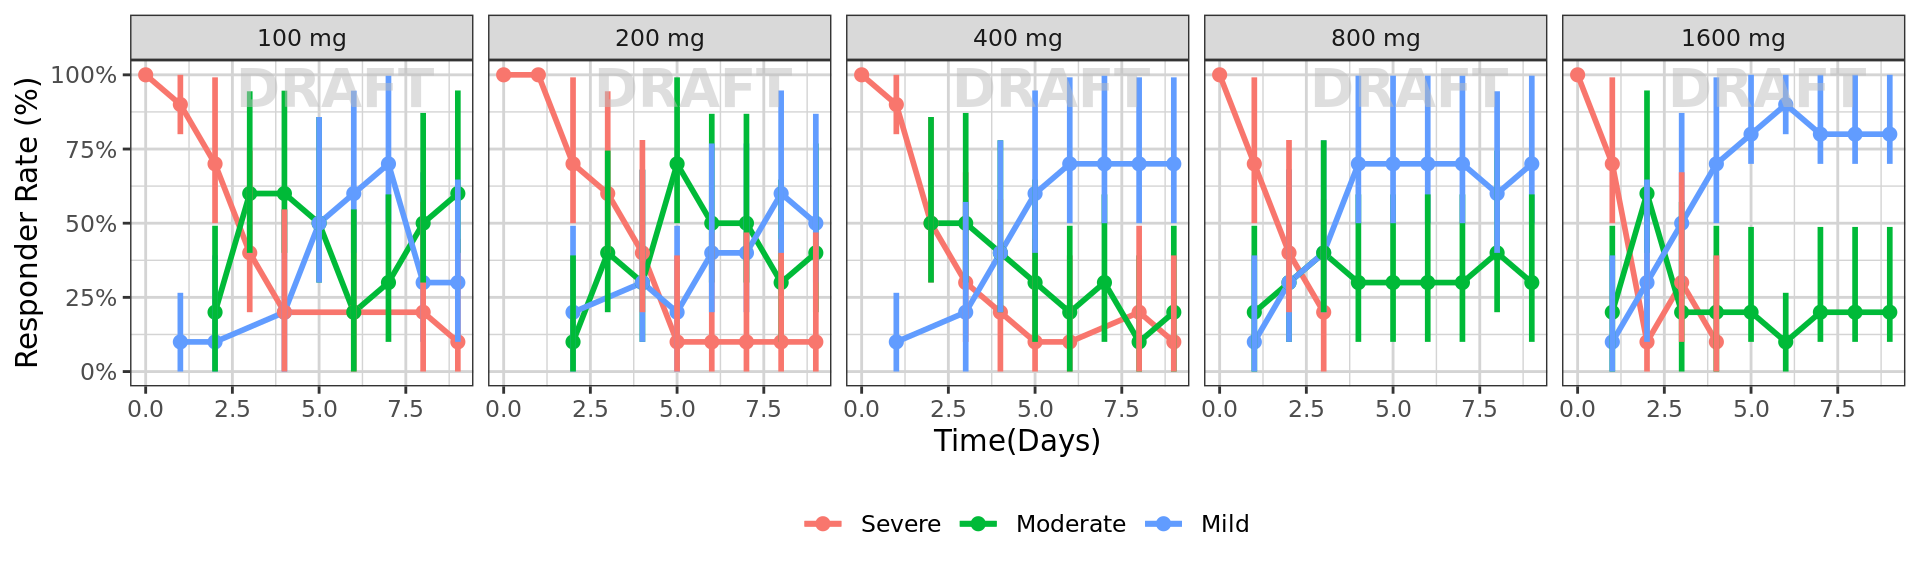 100 mg 200 mg 400 mg 800 mg 1600 mg
DRAFT DRAFT DRAFT DRAFT DRAFT
Responder Rate (%)
100%
75%
50%
25%
0%
0.0 2.5 5.0 7.5 0.0 2.5 5.0 7.5 0.0 2.5 5.0 7.5 0.0 2.5 5.0 7.5 0.0 2.5 5.0 7.5
Time(Days)
Severe Moderate Mild